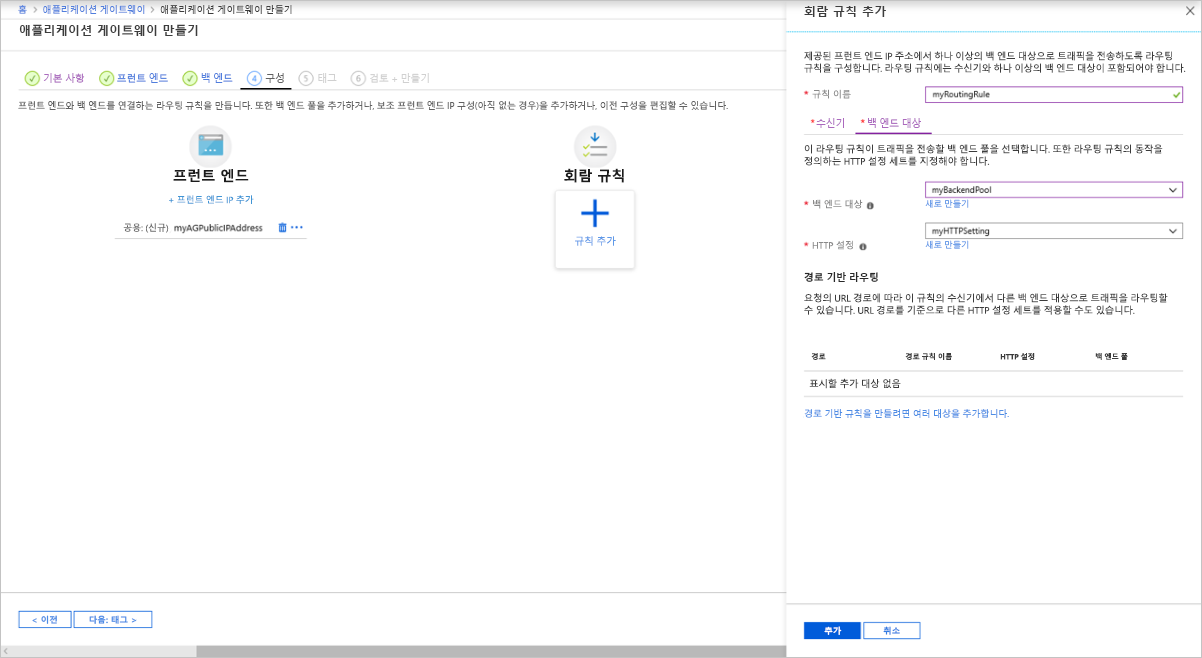 홈 > 애플리케이션 게이트웨이 > 애플리케이션 게이트웨이 만들기
애플리케이션 게이트웨이 만들기
기본 사항
프런트 엔드
백 엔드
4 구성
5 태그
6 검토 + 만들기
프런트 엔드와 백 엔드를 연결하는 라우팅 규칙을 만듭니다. 또한 백 엔드 풀을 추가하거나, 보조 프런트 엔드 IP 구성(아직 없는 경우)을 추가하거나, 이전 구성을 편집할 수 있습니다.
프런트 엔드
+ 프런트 엔드 IP 추가
공용: (신규) myAGPublicIPAddress
회람 규칙
규칙 추가
< 이전
다음: 태그 >
회람 규칙 추가
제공된 프런트 엔드 IP 주소에서 하나 이상의 백 엔드 대상으로 트래픽을 전송하도록 라우팅
규칙을 구성합니다. 라우팅 규칙에는 수신기와 하나 이상의 백 엔드 대상이 포함되어야 합니다.
* 규칙 이름
myRoutingRule
*수신기
* 백 엔드 대상
이 라우팅 규칙이 트래픽을 전송할 백 엔드 풀을 선택합니다. 또한 라우팅 규칙의 동작을
정의하는 HTTP 설정 세트를 지정해야 합니다.
* 백 엔드 대상
myBackendPool
새로 만들기
* HTTP 설정
myHTTPSetting
새로 만들기
경로 기반 라우팅
요청의 URL 경로에 따라 이 규칙의 수신기에서 다른 백 엔드 대상으로 트래픽을 라우팅할
수 있습니다. URL 경로를 기준으로 다른 HTTP 설정 세트를 적용할 수도 있습니다.
경로 경로 규칙 이름 HTTP 설정 백 엔드 풀
표시할 추가 대상 없음
경로 기반 규칙을 만들려면 여러 대상을 추가합니다.
추가
취소